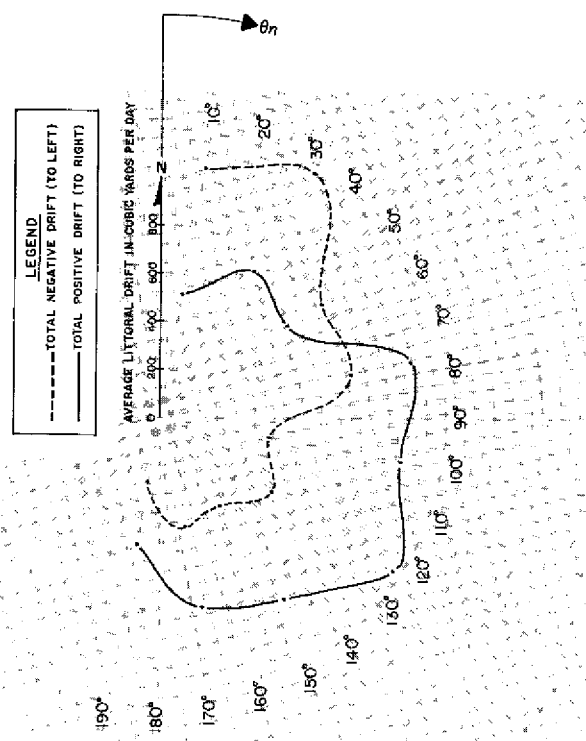 LEGEND
TOTAL NEGATIVE DRIFT (TO LEFT)
TOTAL POSITIVE DRIFT (TO RIGHT)
AVERAGE LITTORAL DRIFT IN CUBIC YARDS PER DAY
0 200 400 600 800
N
θn
10°
20°
30°
40°
50°
60°
70°
80°
90°
100°
110°
120°
130°
140°
150°
160°
170°
180°
190°